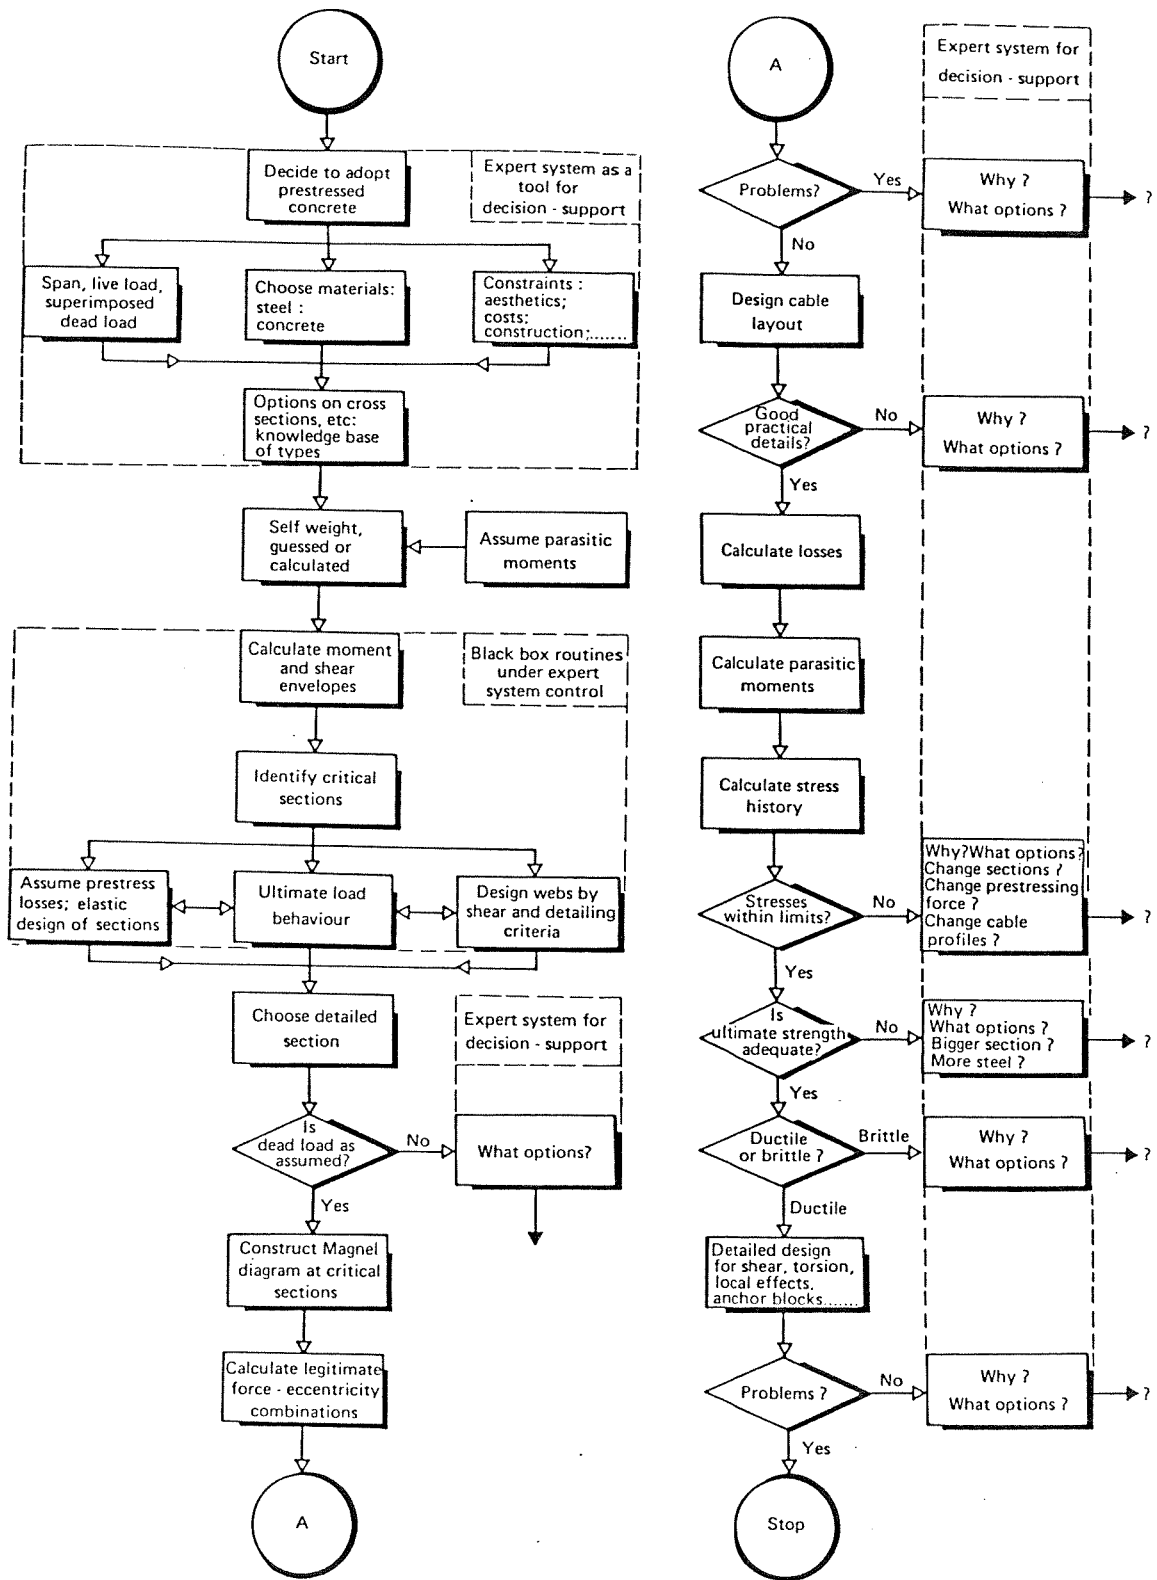 Start
Decide to adopt
prestressed
concrete
Expert system as a
tool for
decision - support
Span, live load,
superimposed
dead load
Choose materials:
steel :
concrete
Constraints :
aesthetics;
costs;
construction;.......
Options on cross
sections, etc:
knowledge base
of types
Self weight,
guessed or
calculated
Assume parasitic
moments
Calculate moment
and shear
envelopes
Black box routines
under expert
system control
Identify critical
sections
Assume prestress
losses; elastic
design of sections
Ultimate load
behaviour
Design webs by
shear and detailing
criteria
Choose detailed
section
Expert system for
decision - support
Is
dead load as
assumed?
No
What options?
Yes
Construct Magnel
diagram at critical
sections
Calculate legitimate
force - eccentricity
combinations
A
A
Expert system for
decision - support
Problems?
Yes
Why ?
What options ?
?
No
Design cable
layout
Good
practical
details?
No
Why ?
What options ?
?
Yes
Calculate losses
Calculate parasitic
moments
Calculate stress
history
Stresses
within limits?
No
Why?What options?
Change sections ?
Change prestressing
force ?
Change cable
profiles ?
?
Yes
Is
ultimate strength
adequate?
No
Why ?
What options ?
Bigger section ?
More steel ?
?
Yes
Ductile
or brittle ?
Brittle
Why ?
What options ?
?
Ductile
Detailed design
for shear, torsion,
local effects,
anchor blocks.......
Problems ?
No
Why ?
What options ?
?
Yes
Stop